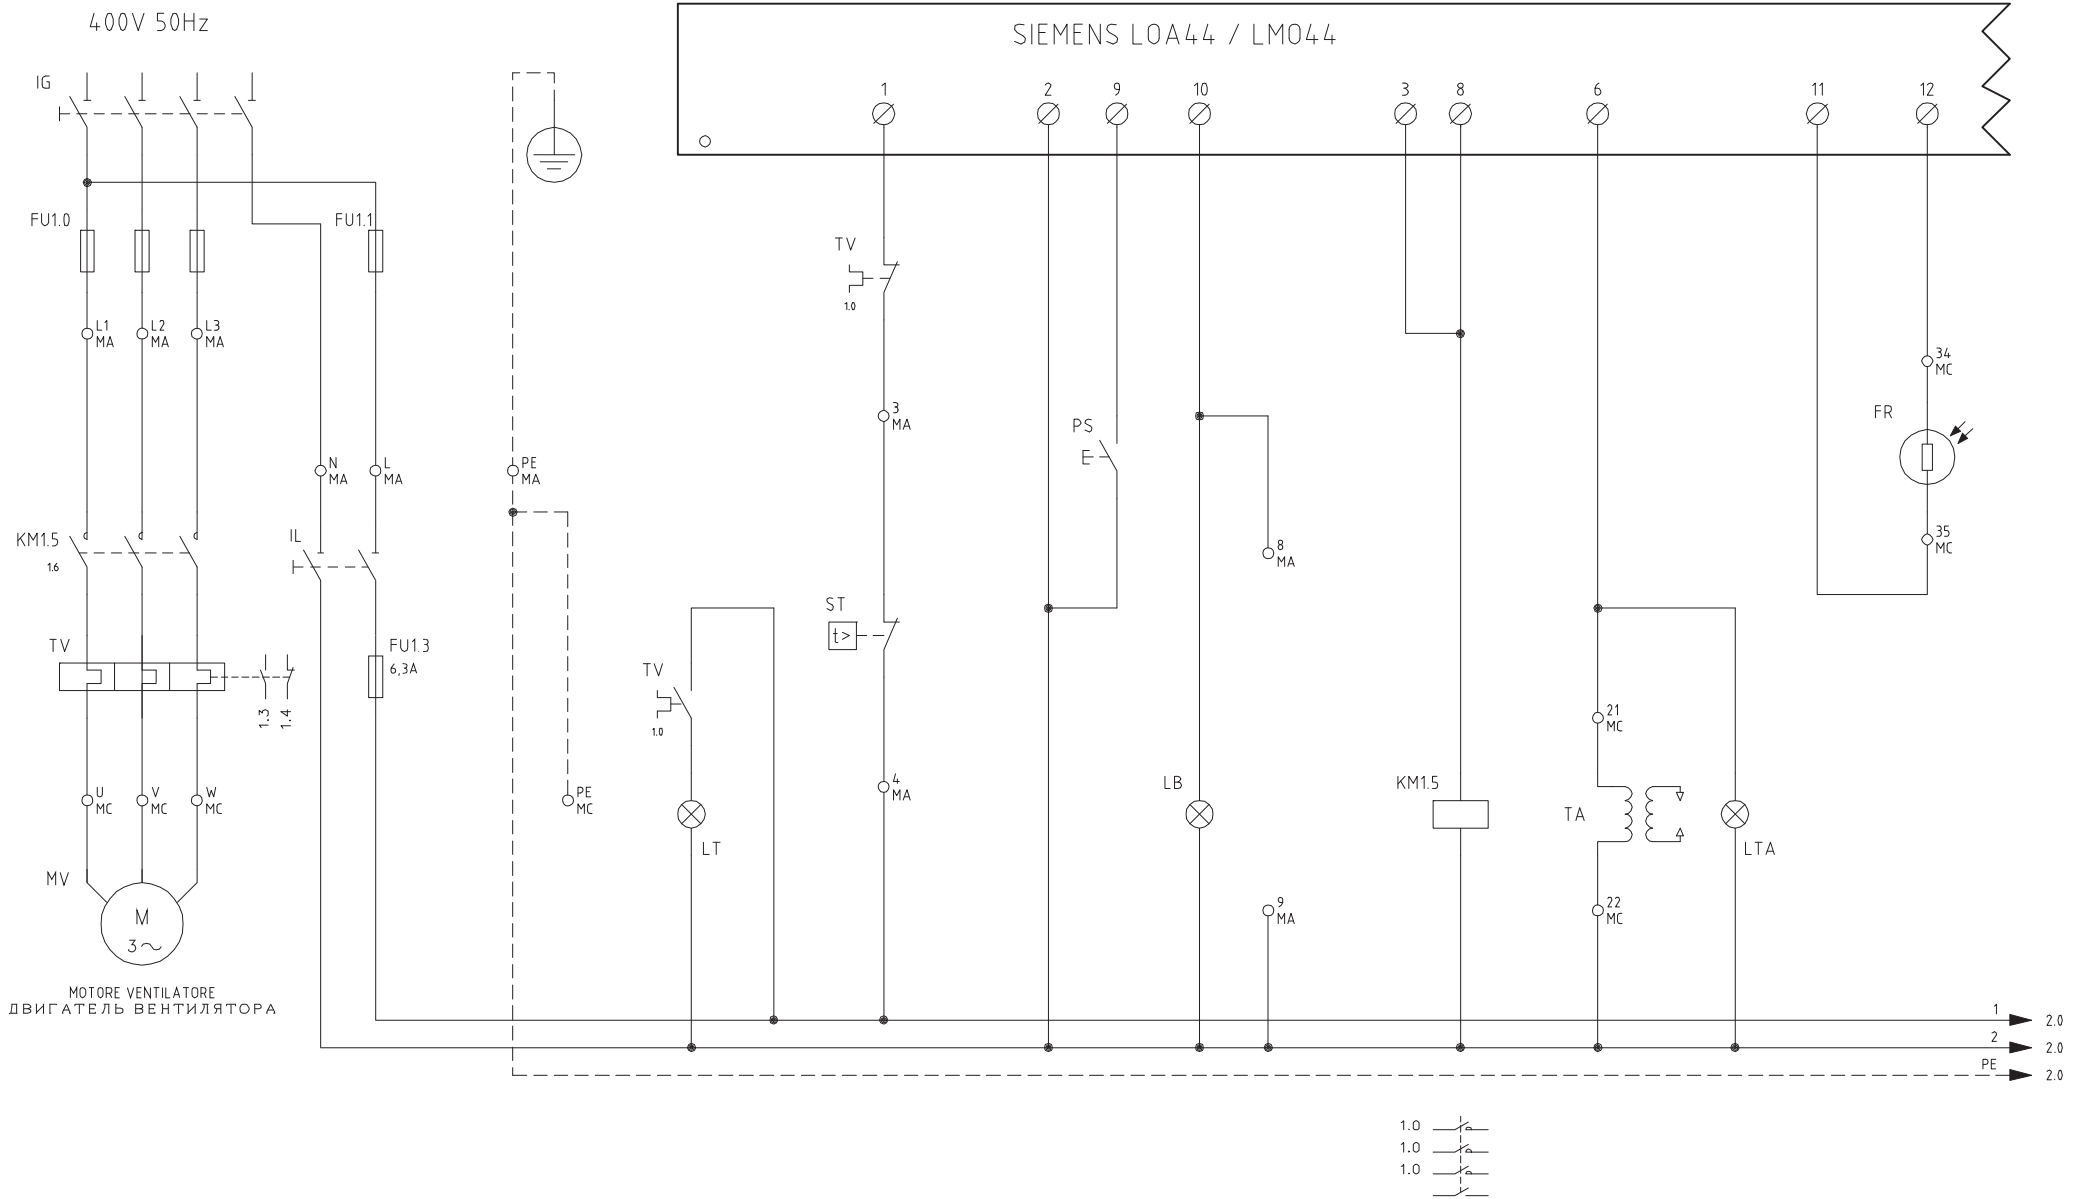 400V 50Hz
SIEMENS LOA44 / LMO44
IG
1
2
9
10
3
8
6
11
12
FU1.0
FU1.1
TV
1.0
L1
MA
L2
MA
L3
MA
34
MC
3
MA
FR
PS
N
MA
L
MA
PE
MA
KM1.5
1.6
IL
8
MA
35
MC
ST
t>
TV
FU1.3
6,3A
TV
1.0
1.3
1.4
21
MC
U
MC
V
MC
W
MC
PE
MC
4
MA
LB
KM1.5
TA
LT
LTA
MV
M
3~
9
MA
22
MC
MOTORE VENTILATORE
ДВИГАТЕЛЬ ВЕНТИЛЯТОРА
1
2.0
2
2.0
PE
2.0
1.0
1.0
1.0